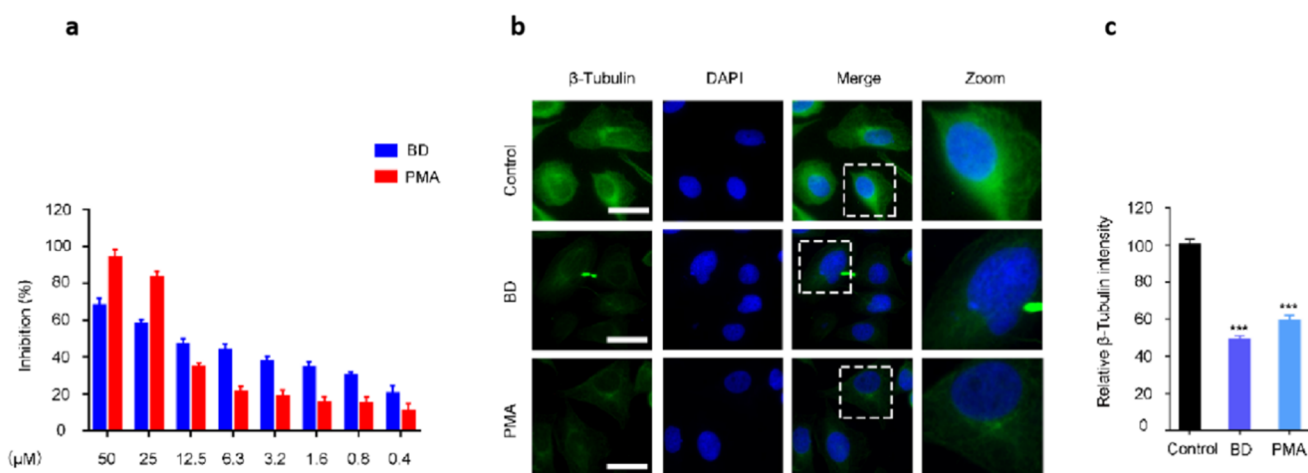 a
BD
PMA
Inhibition (%)
120
100
80
60
40
20
0
(μM) 50 25 12.5 6.3 3.2 1.6 0.8 0.4
b
β-Tubulin DAPI Merge Zoom
Control
BD
PMA
c
Relative β-Tubulin intensity
120
100
80
60
40
20
0
*** ***
Control BD PMA